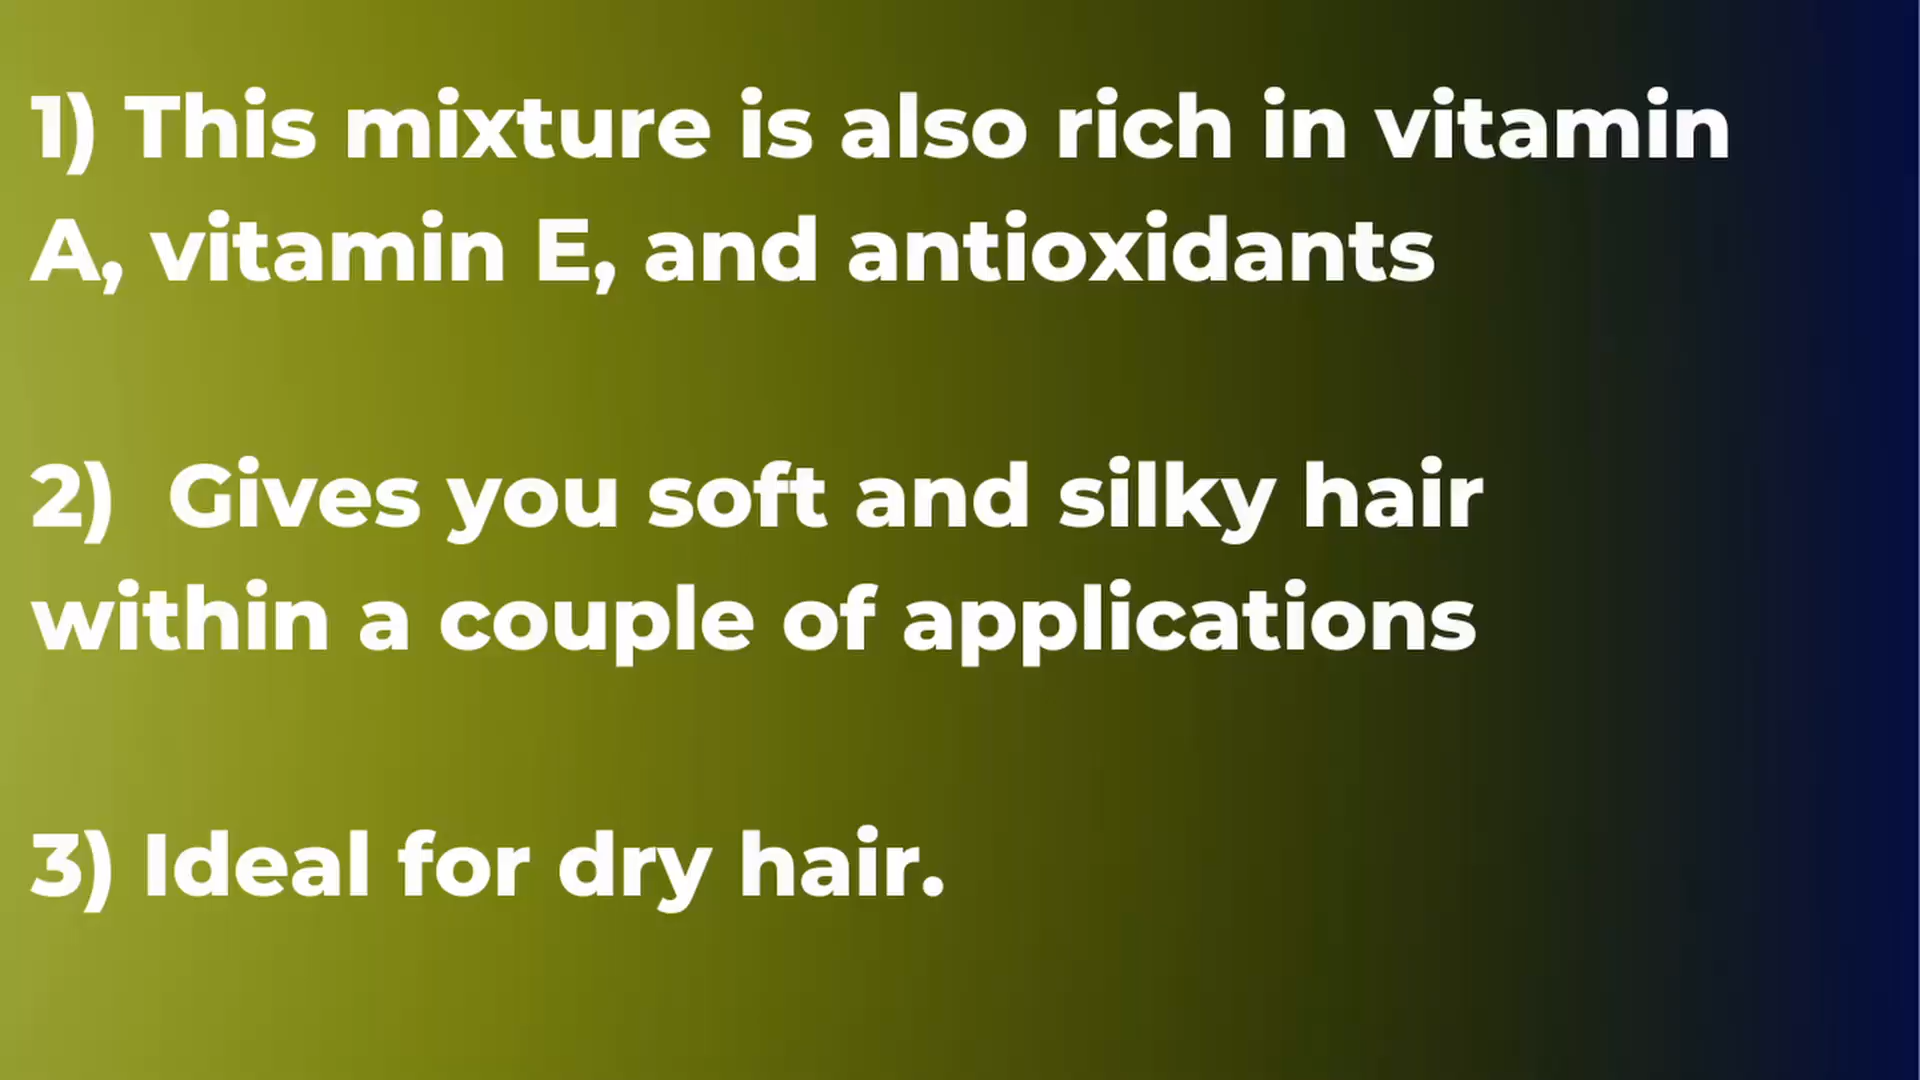 1) This mixture is also rich in vitamin
A, vitamin E, and antioxidants
2)  Gives you soft and silky hair
within a couple of applications
3) Ideal for dry hair.